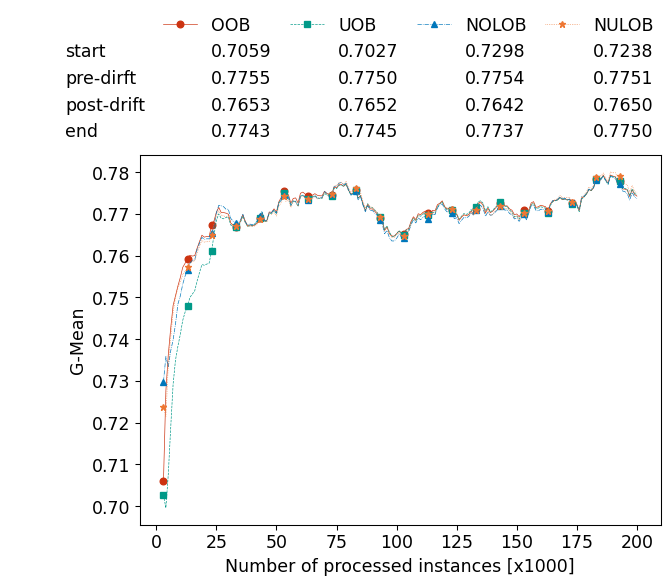 OOB UOB NOLOB NULOB
start 0.7059 0.7027 0.7298 0.7238
pre-dirft 0.7755 0.7750 0.7754 0.7751
post-drift 0.7653 0.7652 0.7642 0.7650
end 0.7743 0.7745 0.7737 0.7750
0.78
0.77
0.76
0.75
0.74
0.73
0.72
0.71
0.70
G-Mean
0 25 50 75 100 125 150 175 200
Number of processed instances [x1000]